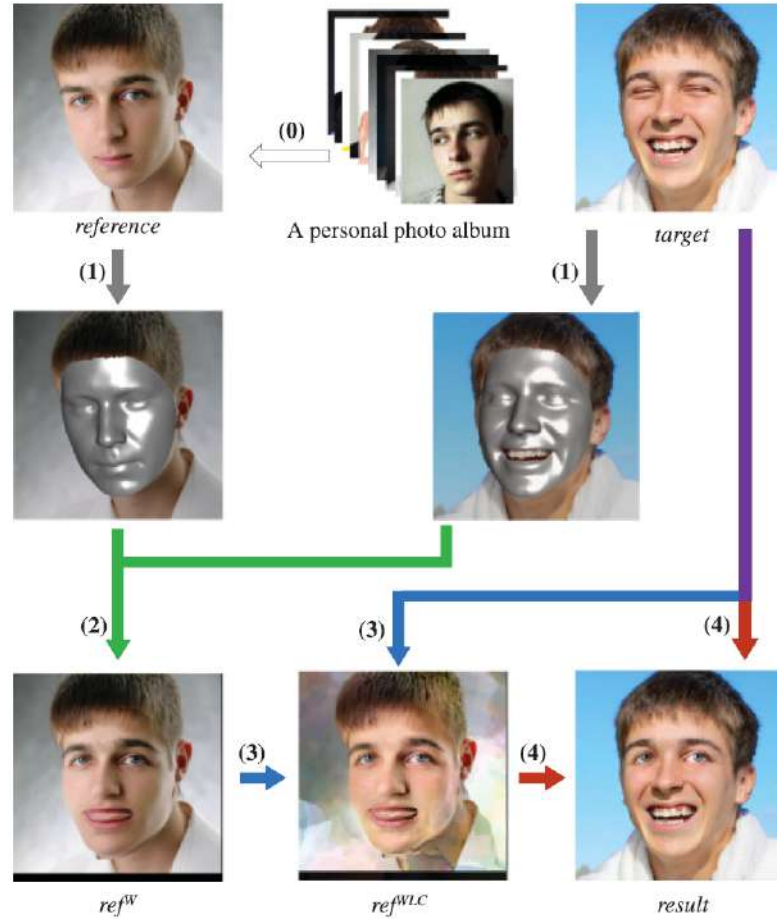 (0)
reference
A personal photo album
target
(1)
(1)
(2)
(3)
(4)
(3)
(4)
ref^W
ref^WLC
result